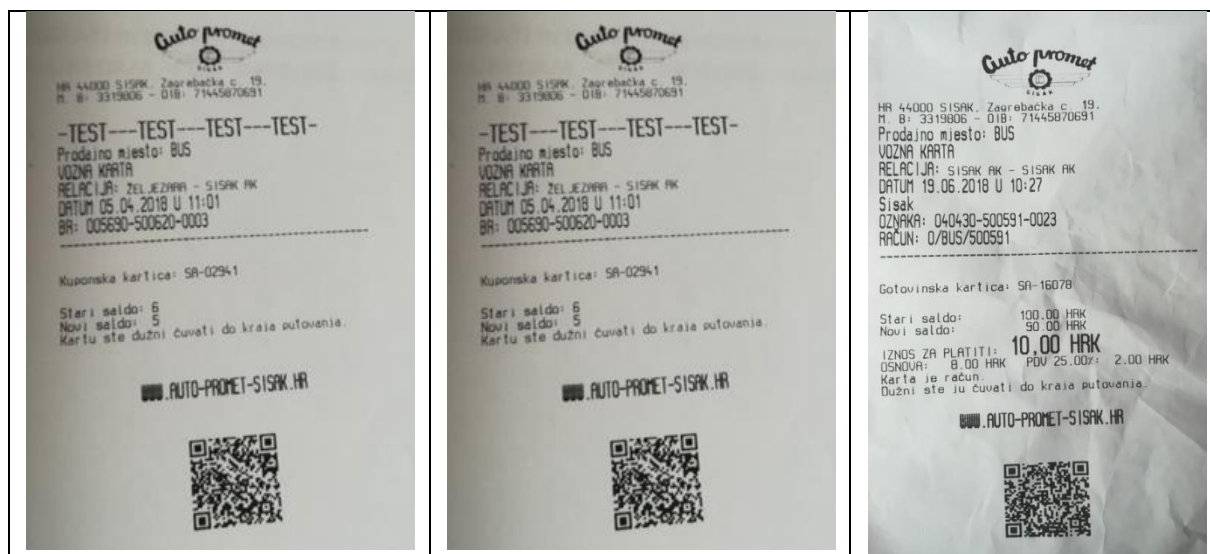 Auto promet
SISAK
HR 44000 SISAK. Zagrebačka c. 19.
M. B: 3319806 - OIB: 71445870691
-TEST---TEST---TEST---TEST-
Prodajno mjesto: BUS
VOZNA KARTA
RELACIJA: ŽELJEZARA - SISAK AK
DATUM 05.04.2018 U 11:01
BR: 005690-500620-0003
Kuponska kartica: SA-02941
Stari saldo: 6
Novi saldo: 5
Kartu ste dužni čuvati do kraja putovanja.
WWW.AUTO-PROMET-SISAK.HR
Auto promet
SISAK
HR 44000 SISAK. Zagrebačka c. 19.
M. B: 3319806 - OIB: 71445870691
-TEST---TEST---TEST---TEST-
Prodajno mjesto: BUS
VOZNA KARTA
RELACIJA: ŽELJEZARA - SISAK AK
DATUM 05.04.2018 U 11:01
BR: 005690-500620-0003
Kuponska kartica: SA-02941
Stari saldo: 6
Novi saldo: 5
Kartu ste dužni čuvati do kraja putovanja.
WWW.AUTO-PROMET-SISAK.HR
Auto promet
SISAK
HR 44000 SISAK. Zagrebačka c. 19.
M. B: 3319806 - OIB: 71445870691
Prodajno mjesto: BUS
VOZNA KARTA
RELACIJA: SISAK AK - SISAK AK
DATUM 19.06.2018 U 10:27
Sisak
OZNAKA: 040430-500591-0023
RAČUN: 0/BUS/500591
Gotovinska kartica: SA-16078
Stari saldo: 100.00 HRK
Novi saldo: 90.00 HRK
IZNOS ZA PLATITI: 10,00 HRK
OSNOVA: 8.00 HRK PDV 25.00%: 2.00 HRK
Karta je račun.
Dužni ste ju čuvati do kraja putovanja.
WWW.AUTO-PROMET-SISAK.HR